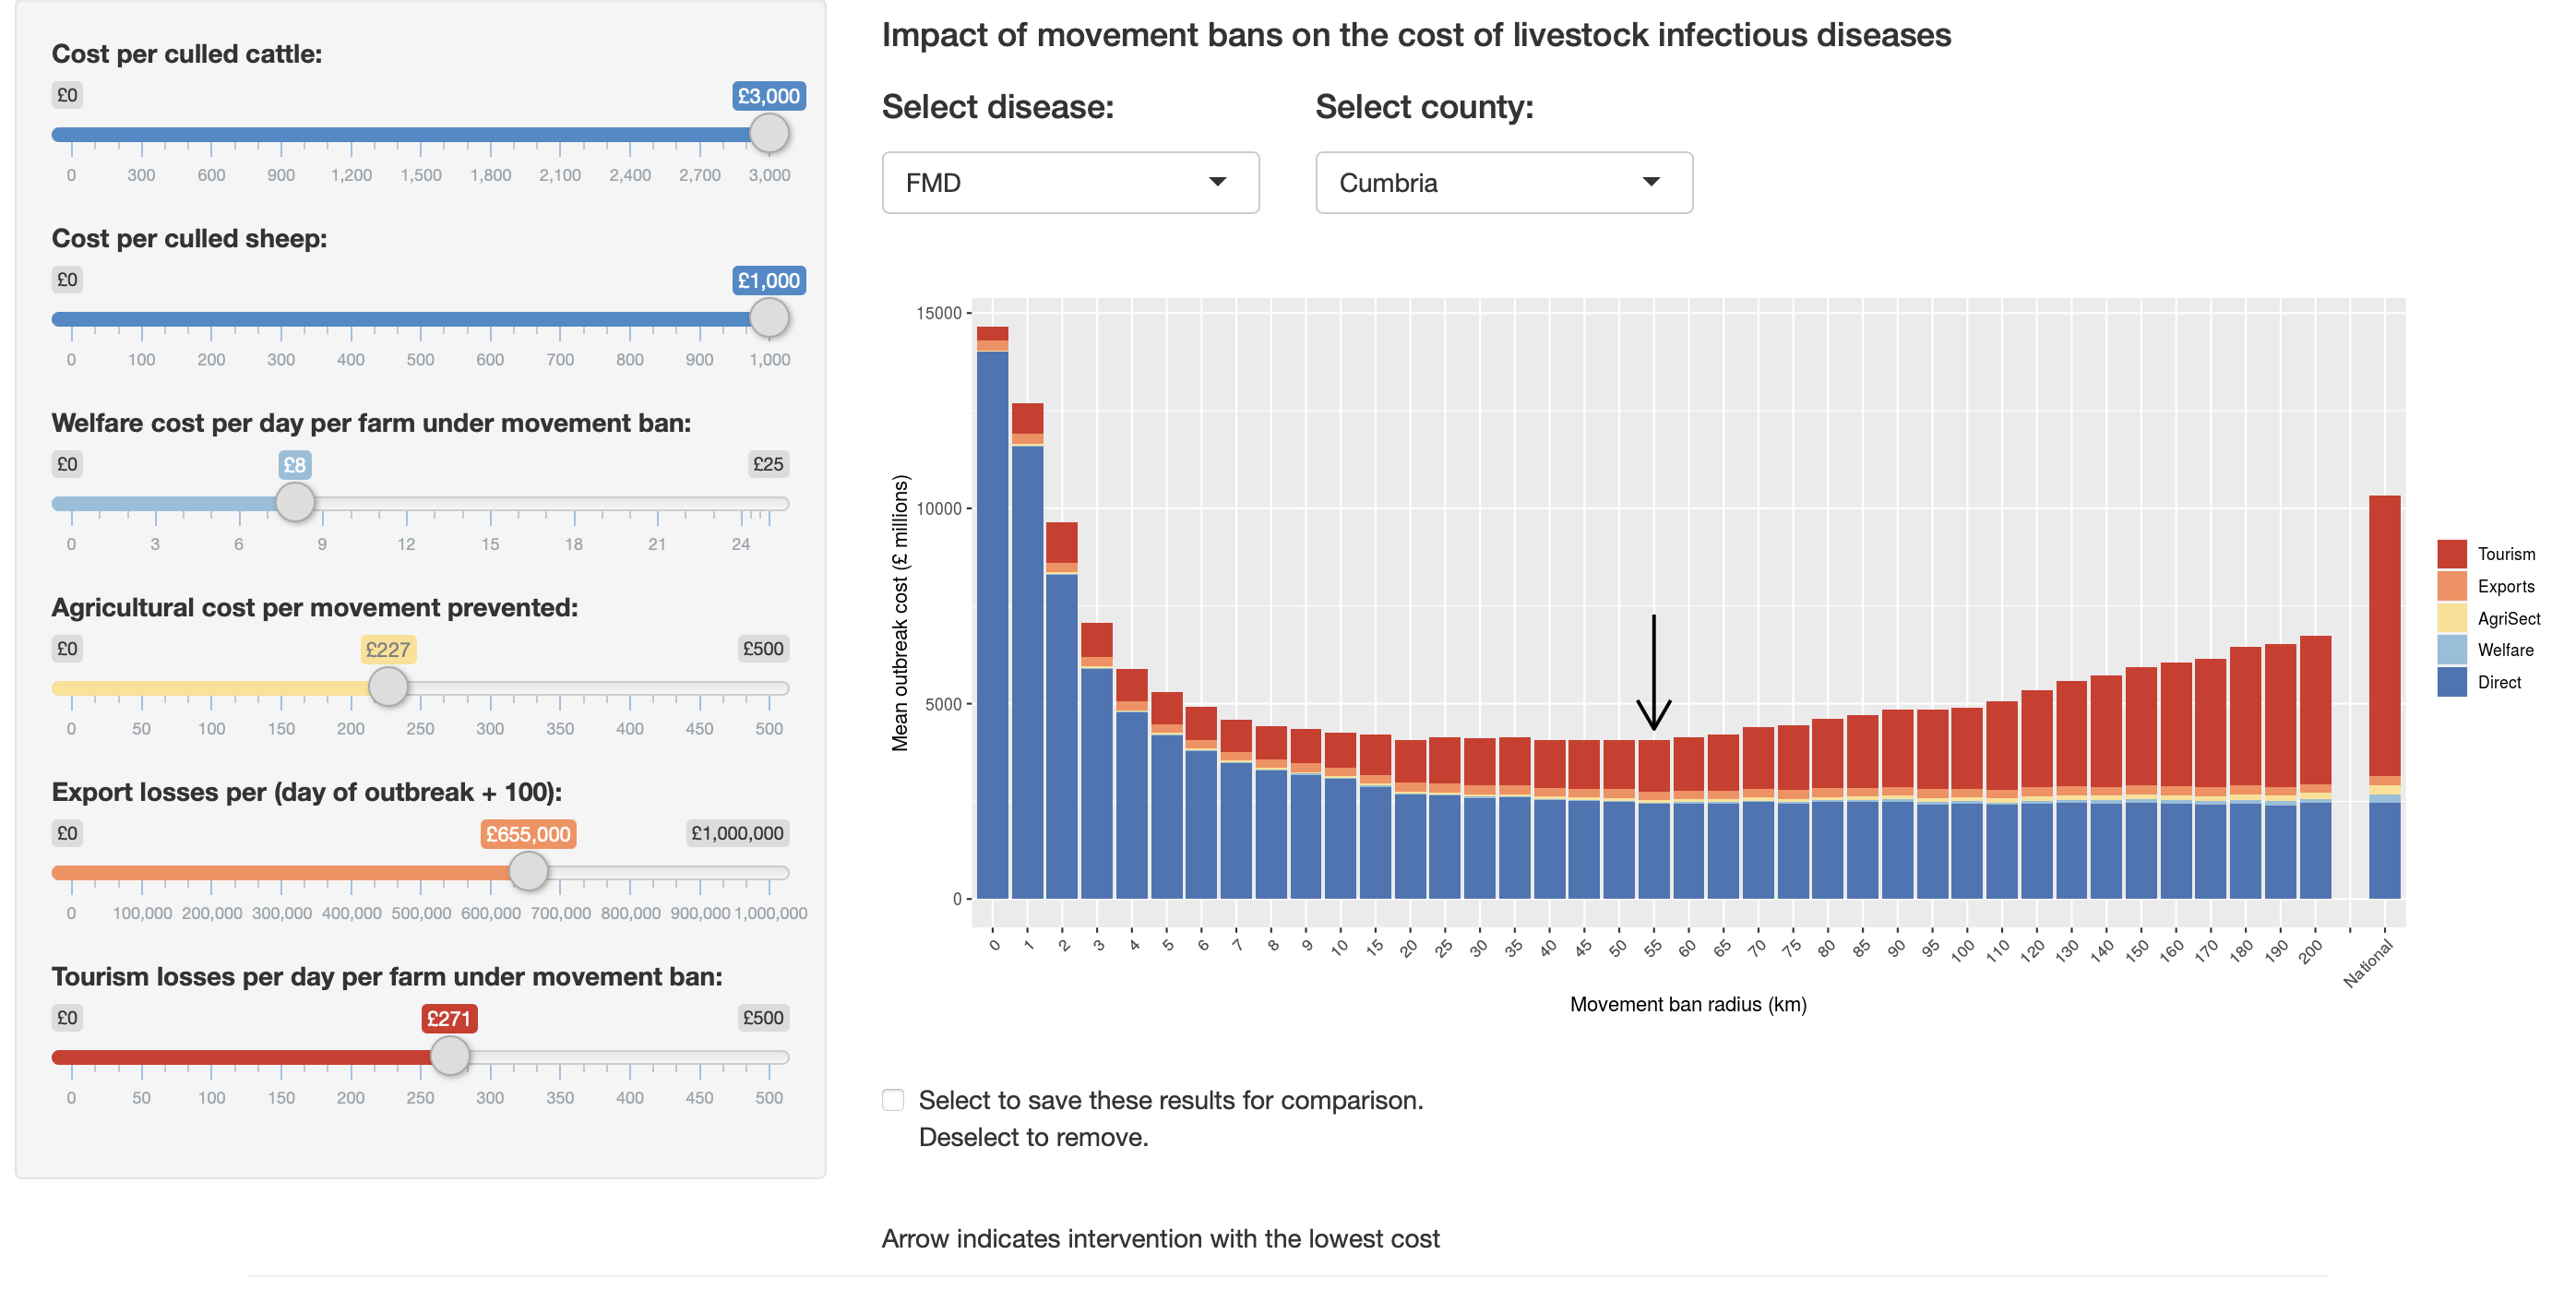 Cost per culled cattle:
£0 £3,000
0 300 600 900 1,200 1,500 1,800 2,100 2,400 2,700 3,000
Cost per culled sheep:
£0 £1,000
0 100 200 300 400 500 600 700 800 900 1,000
Welfare cost per day per farm under movement ban:
£0 £8 £25
0 3 6 9 12 15 18 21 24
Agricultural cost per movement prevented:
£0 £227 £500
0 50 100 150 200 250 300 350 400 450 500
Export losses per (day of outbreak + 100):
£0 £655,000 £1,000,000
0 100,000 200,000 300,000 400,000 500,000 600,000 700,000 800,000 900,000 1,000,000
Tourism losses per day per farm under movement ban:
£0 £271 £500
0 50 100 150 200 250 300 350 400 450 500
Impact of movement bans on the cost of livestock infectious diseases
Select disease: Select county:
FMD Cumbria
Mean outbreak cost (£ millions)
15000
10000
5000
0
0 1 2 3 4 5 6 7 8 9 10 15 20 25 30 35 40 45 50 55 60 65 70 75 80 85 90 95 100 110 120 130 140 150 160 170 180 190 200 National
Movement ban radius (km)
Tourism
Exports
AgriSect
Welfare
Direct
Select to save these results for comparison.
Deselect to remove.
Arrow indicates intervention with the lowest cost